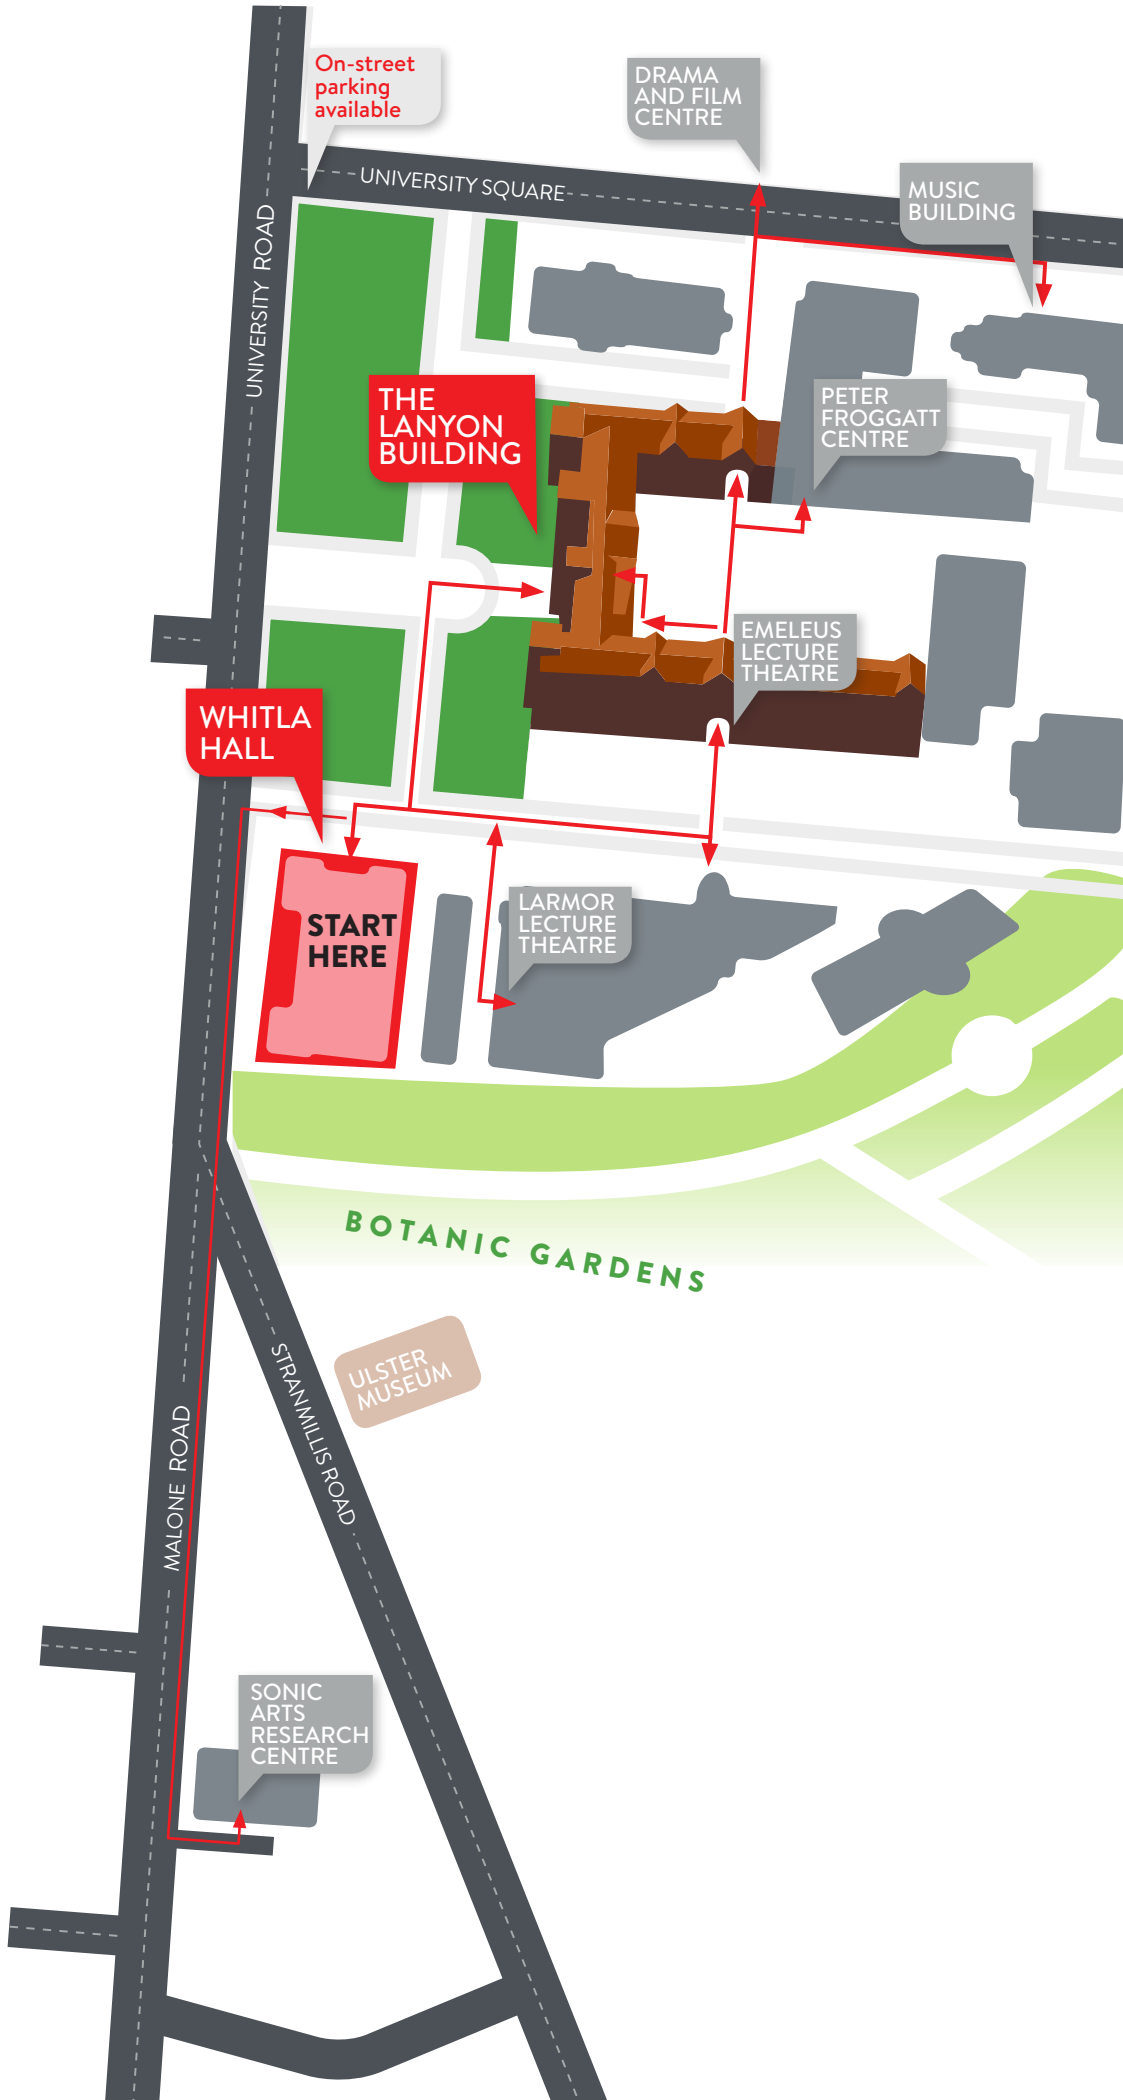 On-street
parking
available
DRAMA
AND FILM
CENTRE
UNIVERSITY SQUARE
MUSIC
BUILDING
UNIVERSITY ROAD
THE
LANYON
BUILDING
PETER
FROGGATT
CENTRE
EMELEUS
LECTURE
THEATRE
WHITLA
HALL
START
HERE
LARMOR
LECTURE
THEATRE
BOTANIC GARDENS
ULSTER
MUSEUM
STRANMILLIS ROAD
MALONE ROAD
SONIC
ARTS
RESEARCH
CENTRE